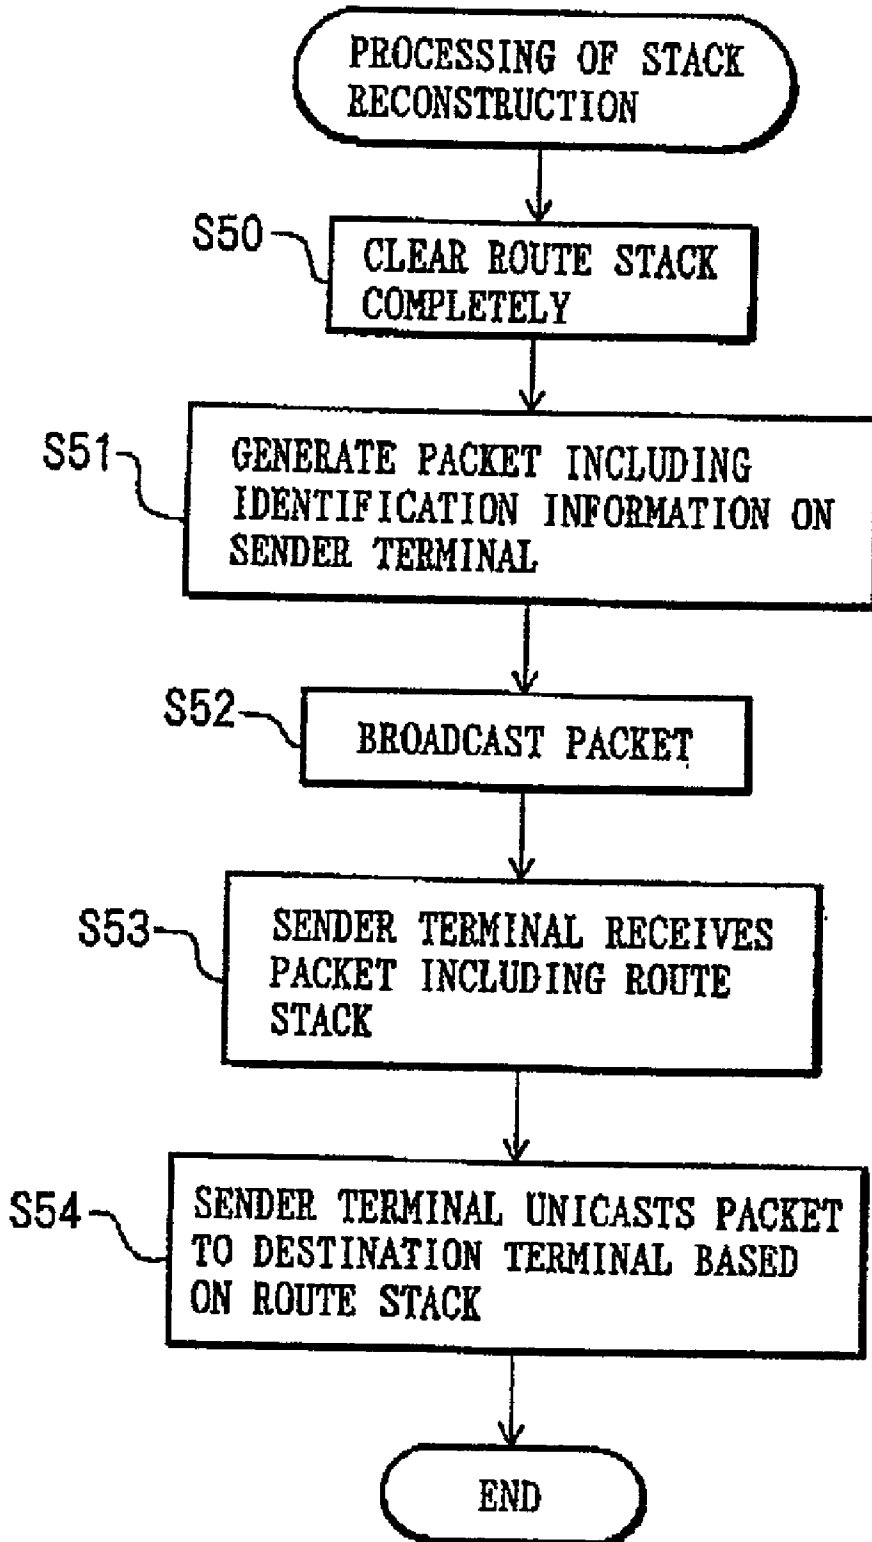 PROCESSING OF STACK
RECONSTRUCTION
S50
CLEAR ROUTE STACK
COMPLETELY
S51
GENERATE PACKET INCLUDING
IDENTIFICATION INFORMATION ON
SENDER TERMINAL
S52
BROADCAST PACKET
S53
SENDER TERMINAL RECEIVES
PACKET INCLUDING ROUTE
STACK
S54
SENDER TERMINAL UNICASTS PACKET
TO DESTINATION TERMINAL BASED
ON ROUTE STACK
END